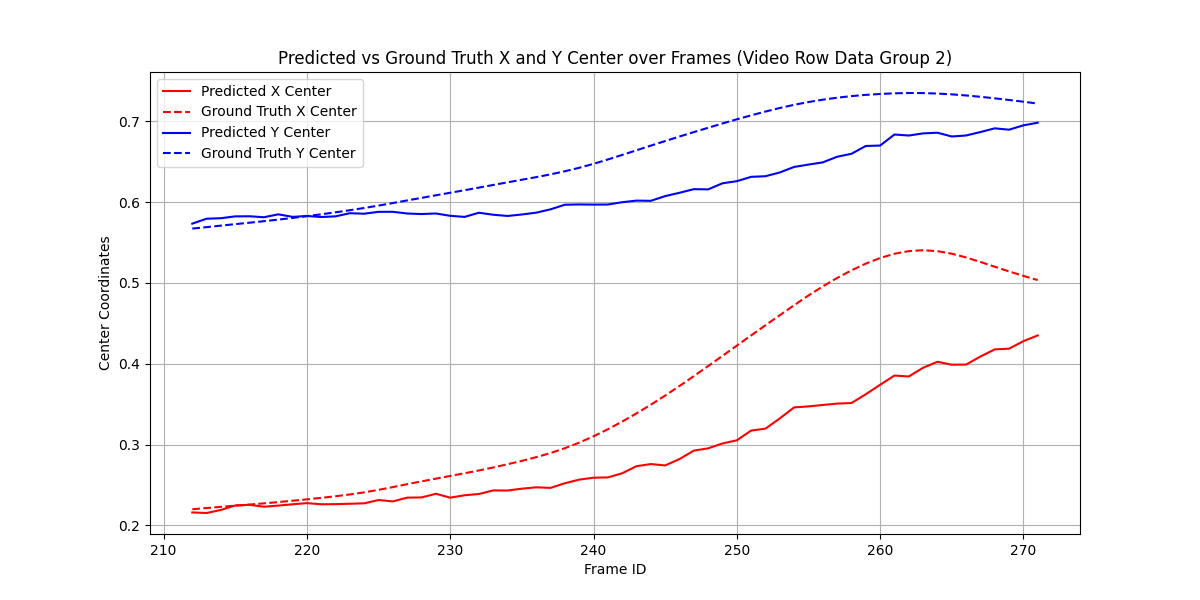 Predicted vs Ground Truth X and Y Center over Frames (Video Row Data Group 2)
Predicted X Center
Ground Truth X Center
Predicted Y Center
Ground Truth Y Center
Center Coordinates
0.7
0.6
0.5
0.4
0.3
0.2
210 220 230 240 250 260 270
Frame ID